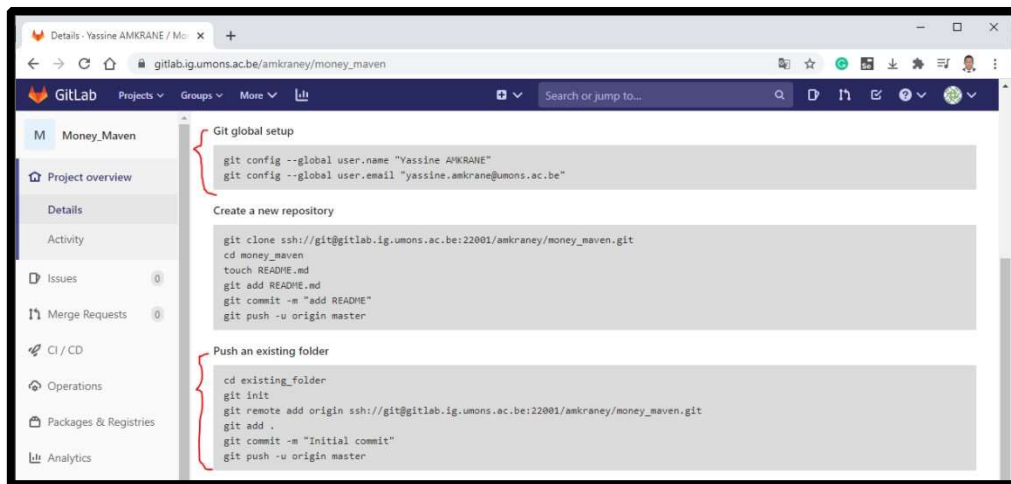 Details · Yassine AMKRANE / Mo
gitlab.ig.umons.ac.be/amkraney/money_maven
GitLab Projects Groups More Search or jump to...
M Money_Maven
Project overview
Details
Activity
Issues 0
Merge Requests 0
CI / CD
Operations
Packages & Registries
Analytics
Git global setup
git config --global user.name "Yassine AMKRANE"
git config --global user.email "yassine.amkrane@umons.ac.be"
Create a new repository
git clone ssh://git@gitlab.ig.umons.ac.be:22001/amkraney/money_maven.git
cd money_maven
touch README.md
git add README.md
git commit -m "add README"
git push -u origin master
Push an existing folder
cd existing_folder
git init
git remote add origin ssh://git@gitlab.ig.umons.ac.be:22001/amkraney/money_maven.git
git add .
git commit -m "Initial commit"
git push -u origin master